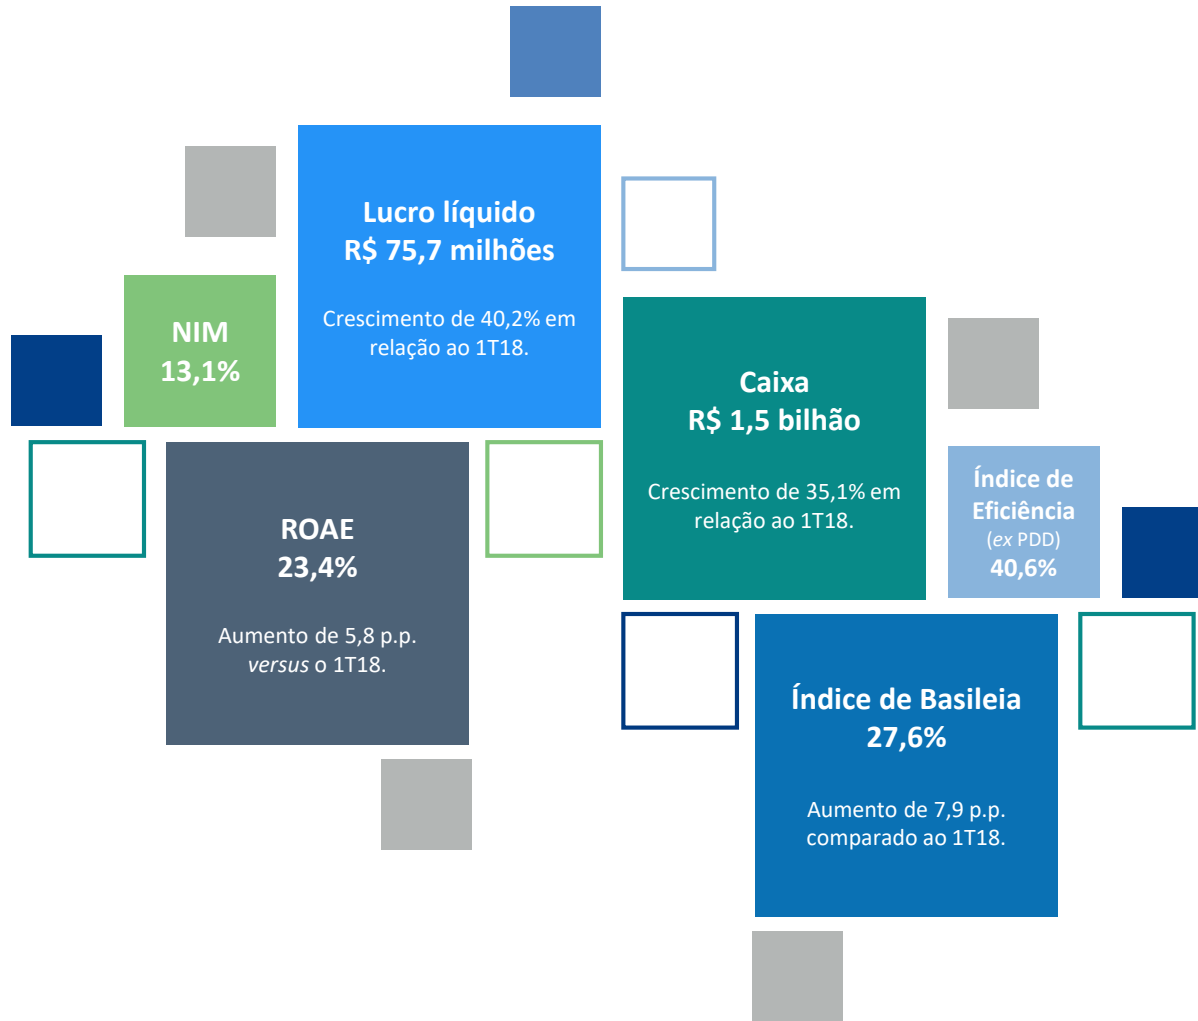 Lucro líquido
R$ 75,7 milhões
Crescimento de 40,2% em
relação ao 1T18.
NIM
13,1%
Caixa
R$ 1,5 bilhão
Crescimento de 35,1% em
relação ao 1T18.
ROAE
23,4%
Aumento de 5,8 p.p.
versus o 1T18.
Índice de
Eficiência
(ex PDD)
40,6%
Índice de Basileia
27,6%
Aumento de 7,9 p.p.
comparado ao 1T18.